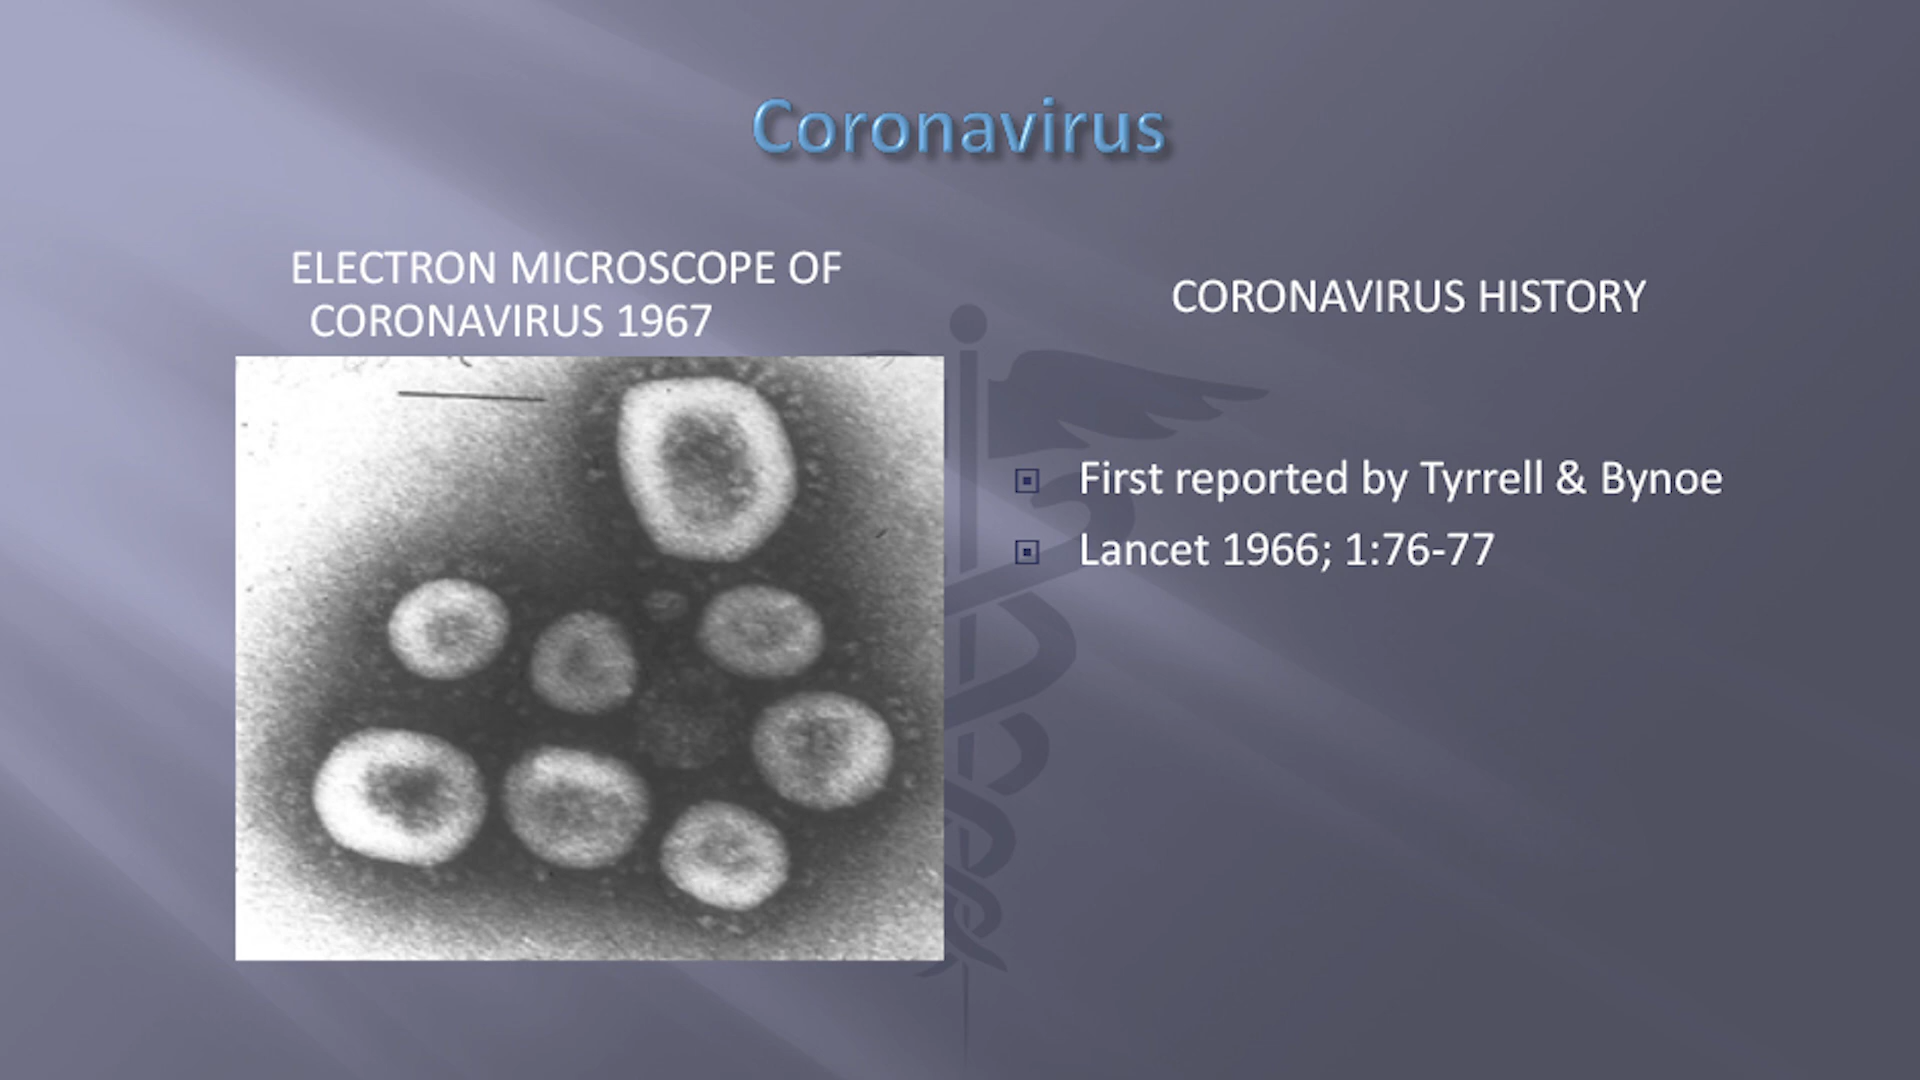 Coronavirus
ELECTRON MICROSCOPE OF
CORONAVIRUS 1967
CORONAVIRUS HISTORY
First reported by Tyrrell & Bynoe
Lancet 1966; 1:76-77